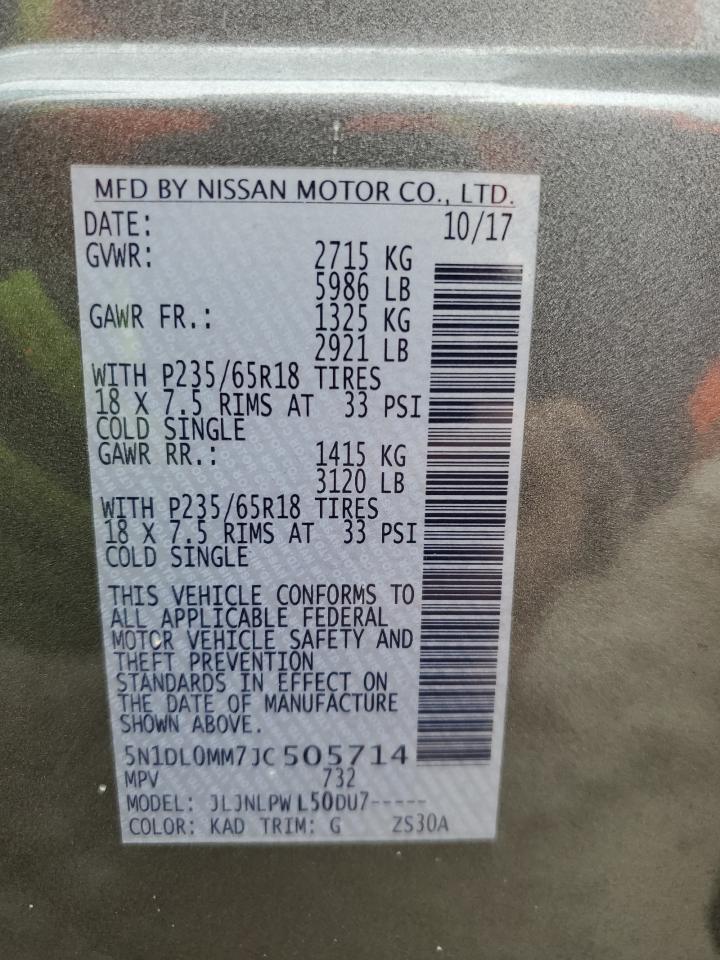 MFD BY NISSAN MOTOR CO., LTD.
DATE: 10/17
GVWR: 2715 KG
5986 LB
GAWR FR.: 1325 KG
2921 LB
WITH P235/65R18 TIRES
18 X 7.5 RIMS AT 33 PSI
COLD SINGLE
GAWR RR.: 1415 KG
3120 LB
WITH P235/65R18 TIRES
18 X 7.5 RIMS AT 33 PSI
COLD SINGLE
THIS VEHICLE CONFORMS TO
ALL APPLICABLE FEDERAL
MOTOR VEHICLE SAFETY AND
THEFT PREVENTION
STANDARDS IN EFFECT ON
THE DATE OF MANUFACTURE
SHOWN ABOVE.
5N1DL0MM7JC505714
MPV 732
MODEL: JLJNLPW L50DU7-----
COLOR: KAD TRIM: G ZS30A